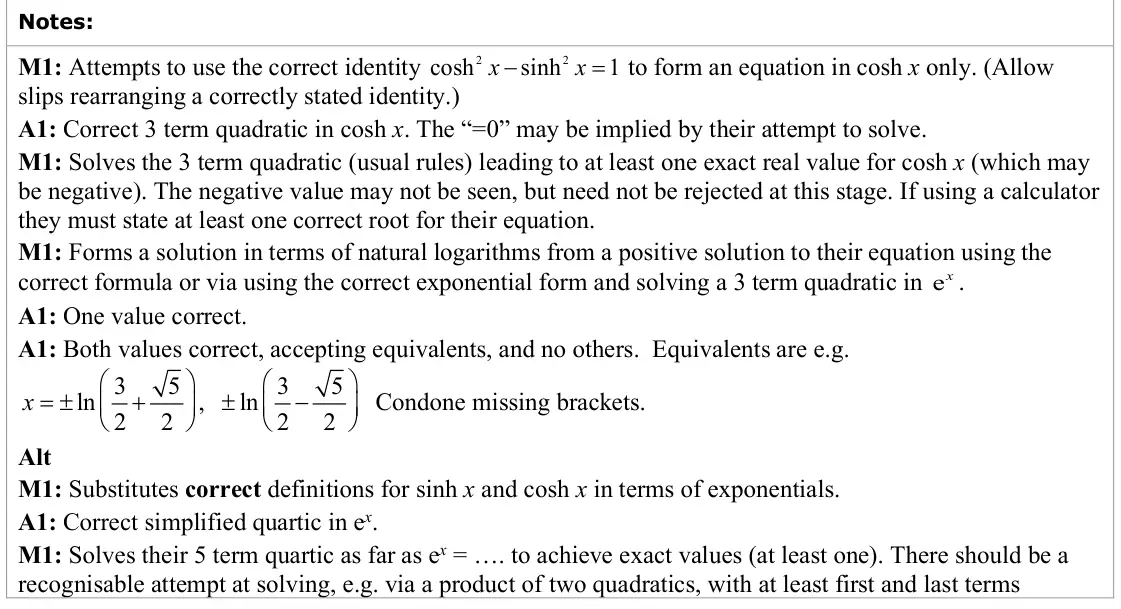 Notes:
M1: Attempts to use the correct identity cosh² x − sinh² x = 1 to form an equation in cosh x only. (Allow
slips rearranging a correctly stated identity.)
A1: Correct 3 term quadratic in cosh x. The “=0” may be implied by their attempt to solve.
M1: Solves the 3 term quadratic (usual rules) leading to at least one exact real value for cosh x (which may
be negative). The negative value may not be seen, but need not be rejected at this stage. If using a calculator
they must state at least one correct root for their equation.
M1: Forms a solution in terms of natural logarithms from a positive solution to their equation using the
correct formula or via using the correct exponential form and solving a 3 term quadratic in eˣ .
A1: One value correct.
A1: Both values correct, accepting equivalents, and no others. Equivalents are e.g.
x = ± ln(3/2 + √5/2), ± ln(3/2 − √5/2) Condone missing brackets.
Alt
M1: Substitutes correct definitions for sinh x and cosh x in terms of exponentials.
A1: Correct simplified quartic in eˣ.
M1: Solves their 5 term quartic as far as eˣ = …. to achieve exact values (at least one). There should be a
recognisable attempt at solving, e.g. via a product of two quadratics, with at least first and last terms